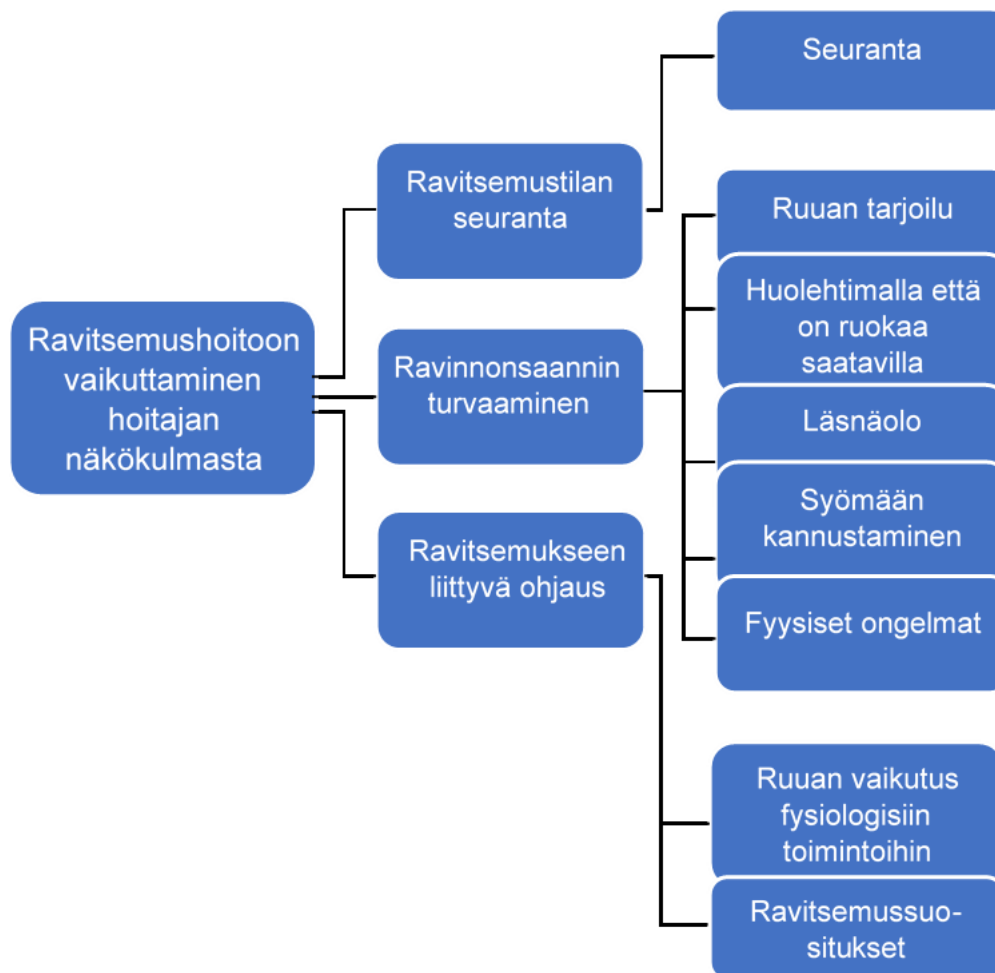 Ravitsemushoitoon
vaikuttaminen
hoitajan
näkökulmasta
Ravitsemustilan
seuranta
Seuranta
Ravinnonsaannin
turvaaminen
Ruuan tarjoilu
Huolehtimalla että
on ruokaa
saatavilla
Läsnäolo
Syömään
kannustaminen
Fyysiset ongelmat
Ravitsemukseen
liittyvä ohjaus
Ruuan vaikutus
fysiologisiin
toimintoihin
Ravitsemussuo-
situkset